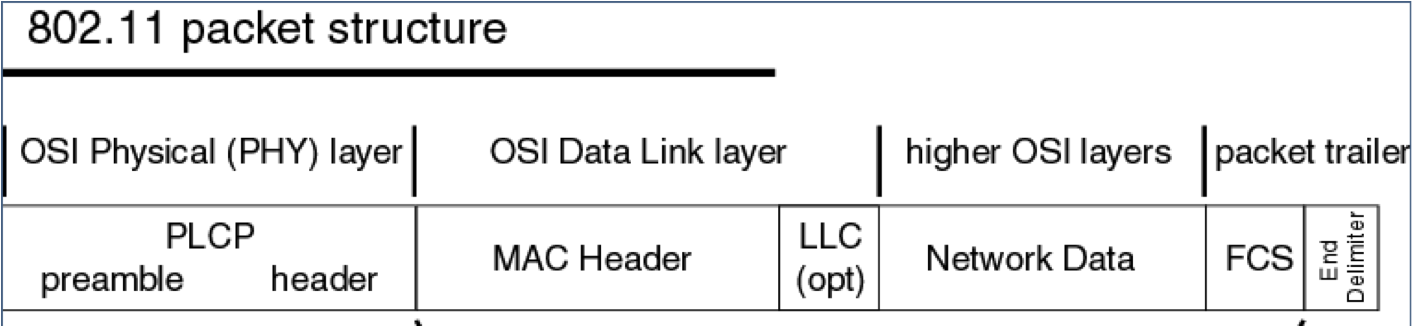 802.11 packet structure
OSI Physical (PHY) layer OSI Data Link layer higher OSI layers packet trailer
PLCP
preamble header
MAC Header
LLC
(opt)
Network Data
FCS
End
Delimiter